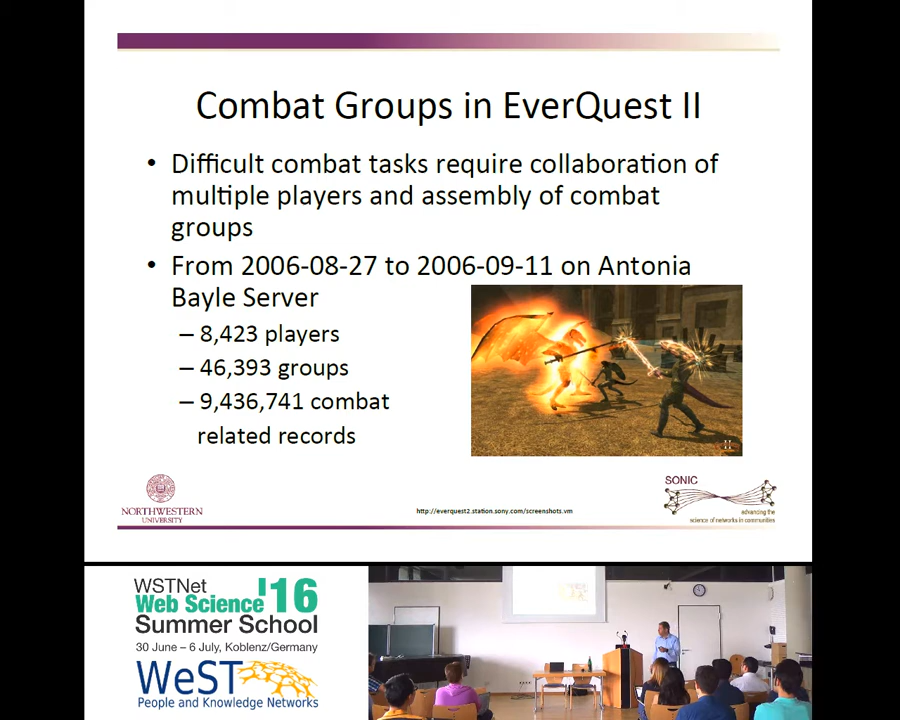 Combat Groups in EverQuest II
• Difficult combat tasks require collaboration of
multiple players and assembly of combat
groups
• From 2006-08-27 to 2006-09-11 on Antonia
Bayle Server
– 8,423 players
– 46,393 groups
– 9,436,741 combat
related records
NORTHWESTERN
UNIVERSITY
http://everquest2.station.sony.com/screenshots.vm
SONIC
advancing the
science of networks in communities
WSTNet
Web Science '16
Summer School
30 June – 6 July, Koblenz/Germany
WeST
People and Knowledge Networks